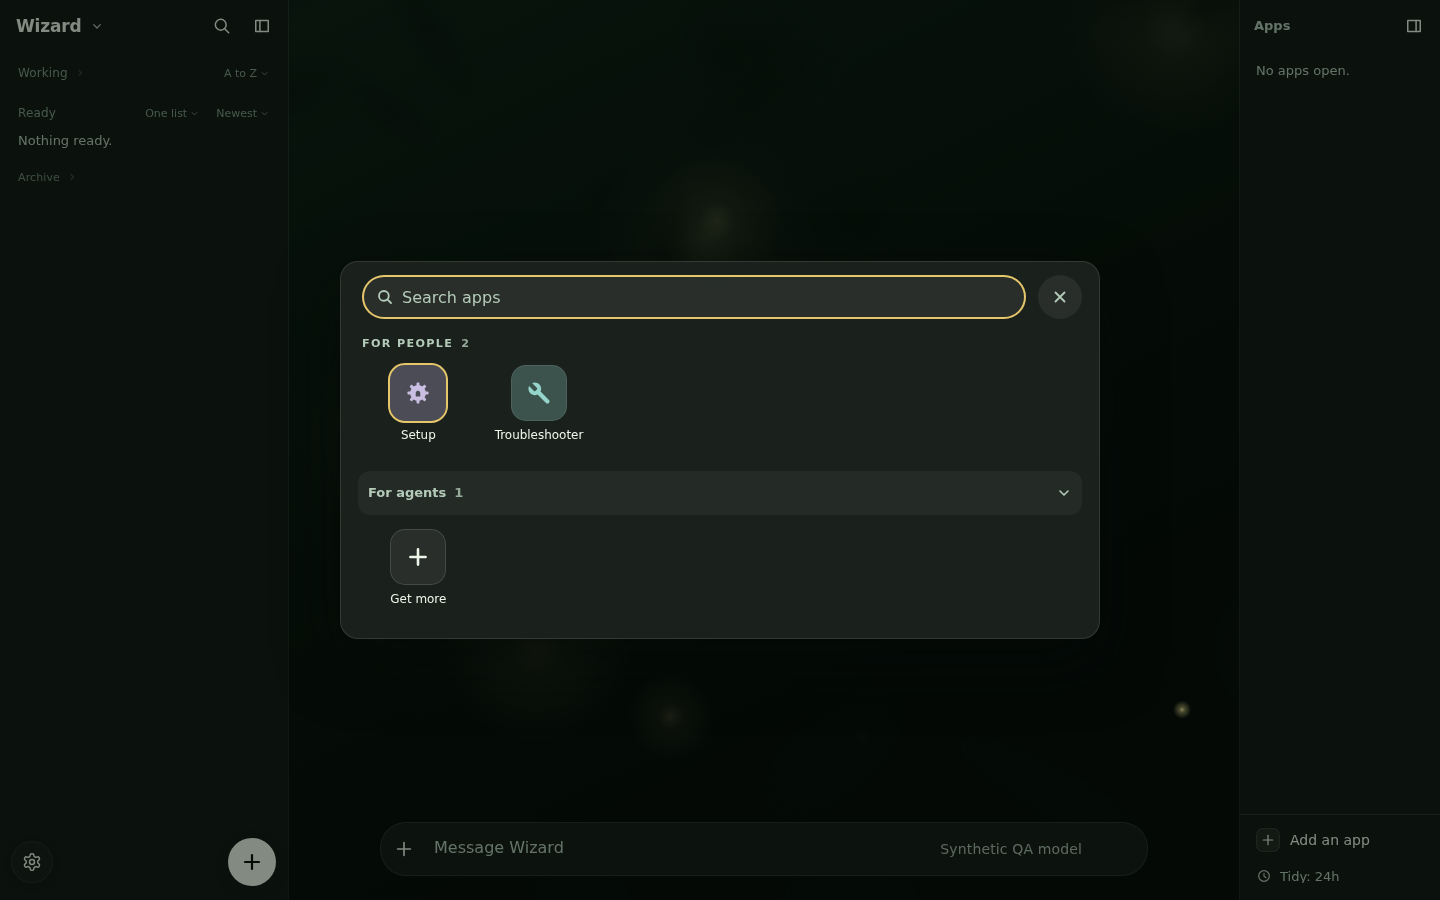 Wizard
Working
A to Z
Ready
One list
Newest
Nothing ready.
Archive
Search apps
FOR PEOPLE 2
Setup
Troubleshooter
For agents 1
Get more
Message Wizard
Synthetic QA model
Apps
No apps open.
Add an app
Tidy: 24h